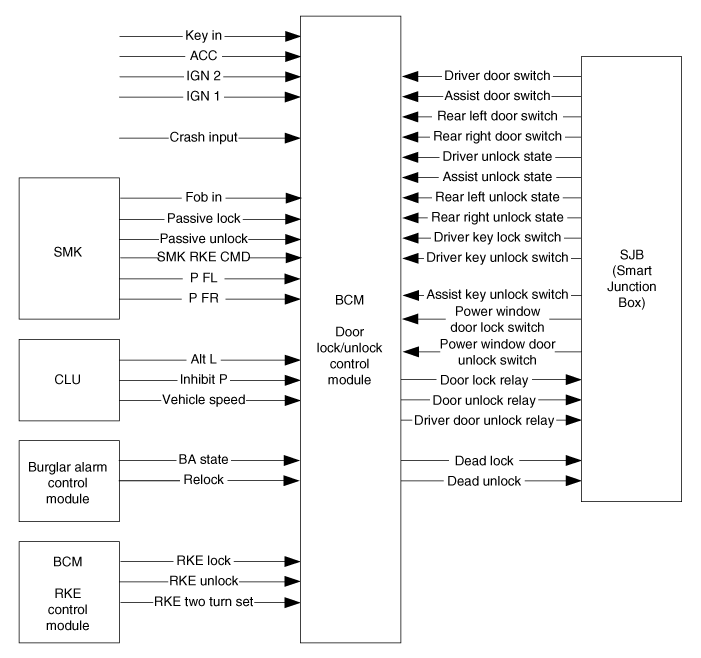 Key in
ACC
IGN 2
IGN 1
Crash input
SMK
Fob in
Passive lock
Passive unlock
SMK RKE CMD
P FL
P FR
CLU
Alt L
Inhibit P
Vehicle speed
Burglar alarm
control
module
BA state
Relock
BCM
RKE
control
module
RKE lock
RKE unlock
RKE two turn set
BCM
Door
lock/unlock
control
module
Driver door switch
Assist door switch
Rear left door switch
Rear right door switch
Driver unlock state
Assist unlock state
Rear left unlock state
Rear right unlock state
Driver key lock switch
Driver key unlock switch
Assist key unlock switch
Power window
door lock switch
Power window door
unlock switch
Door lock relay
Door unlock relay
Driver door unlock relay
Dead lock
Dead unlock
SJB
(Smart
Junction
Box)